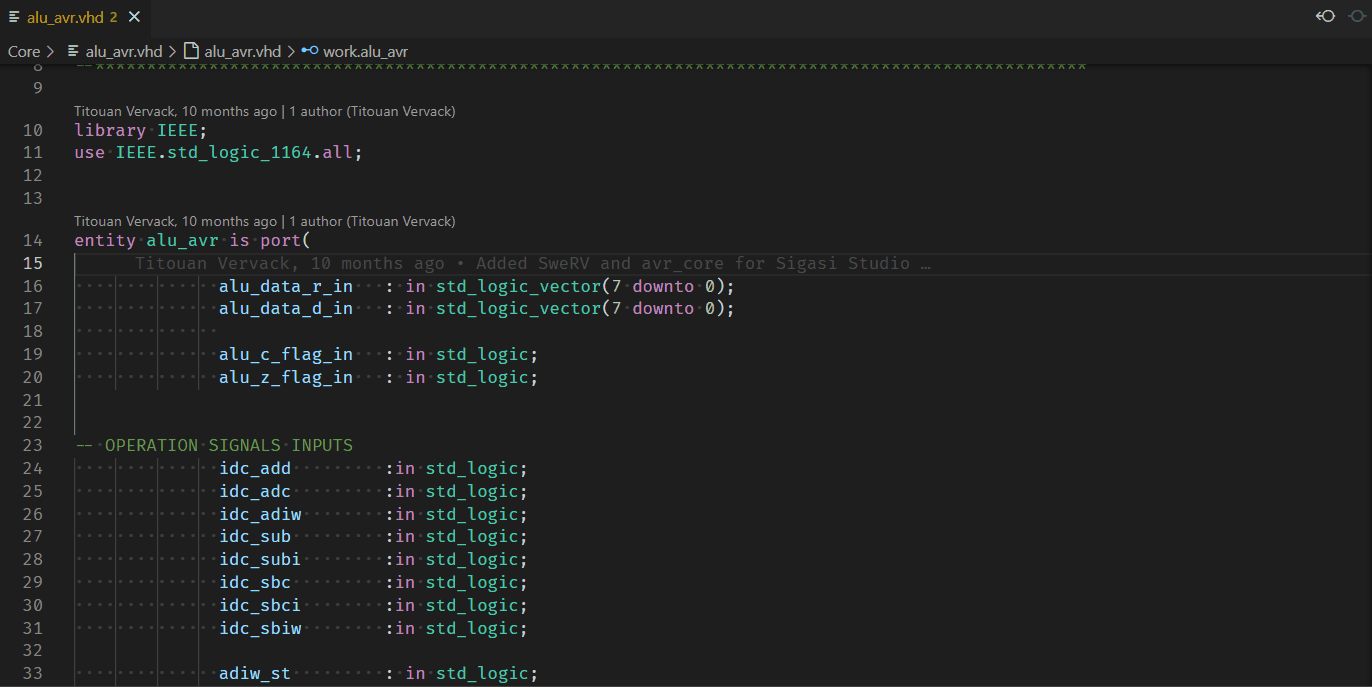 alu_avr.vhd 2
Core > alu_avr.vhd > alu_avr.vhd > work.alu_avr
8 --************************************************************************************************
9
Titouan Vervack, 10 months ago | 1 author (Titouan Vervack)
10 library IEEE;
11 use IEEE.std_logic_1164.all;
12
13
Titouan Vervack, 10 months ago | 1 author (Titouan Vervack)
14 entity alu_avr is port(
15 Titouan Vervack, 10 months ago • Added SweRV and avr_core for Sigasi Studio …
16 alu_data_r_in : in std_logic_vector(7 downto 0);
17 alu_data_d_in : in std_logic_vector(7 downto 0);
18
19 alu_c_flag_in : in std_logic;
20 alu_z_flag_in : in std_logic;
21
22
23 -- OPERATION SIGNALS INPUTS
24 idc_add :in std_logic;
25 idc_adc :in std_logic;
26 idc_adiw :in std_logic;
27 idc_sub :in std_logic;
28 idc_subi :in std_logic;
29 idc_sbc :in std_logic;
30 idc_sbci :in std_logic;
31 idc_sbiw :in std_logic;
32
33 adiw_st : in std_logic;